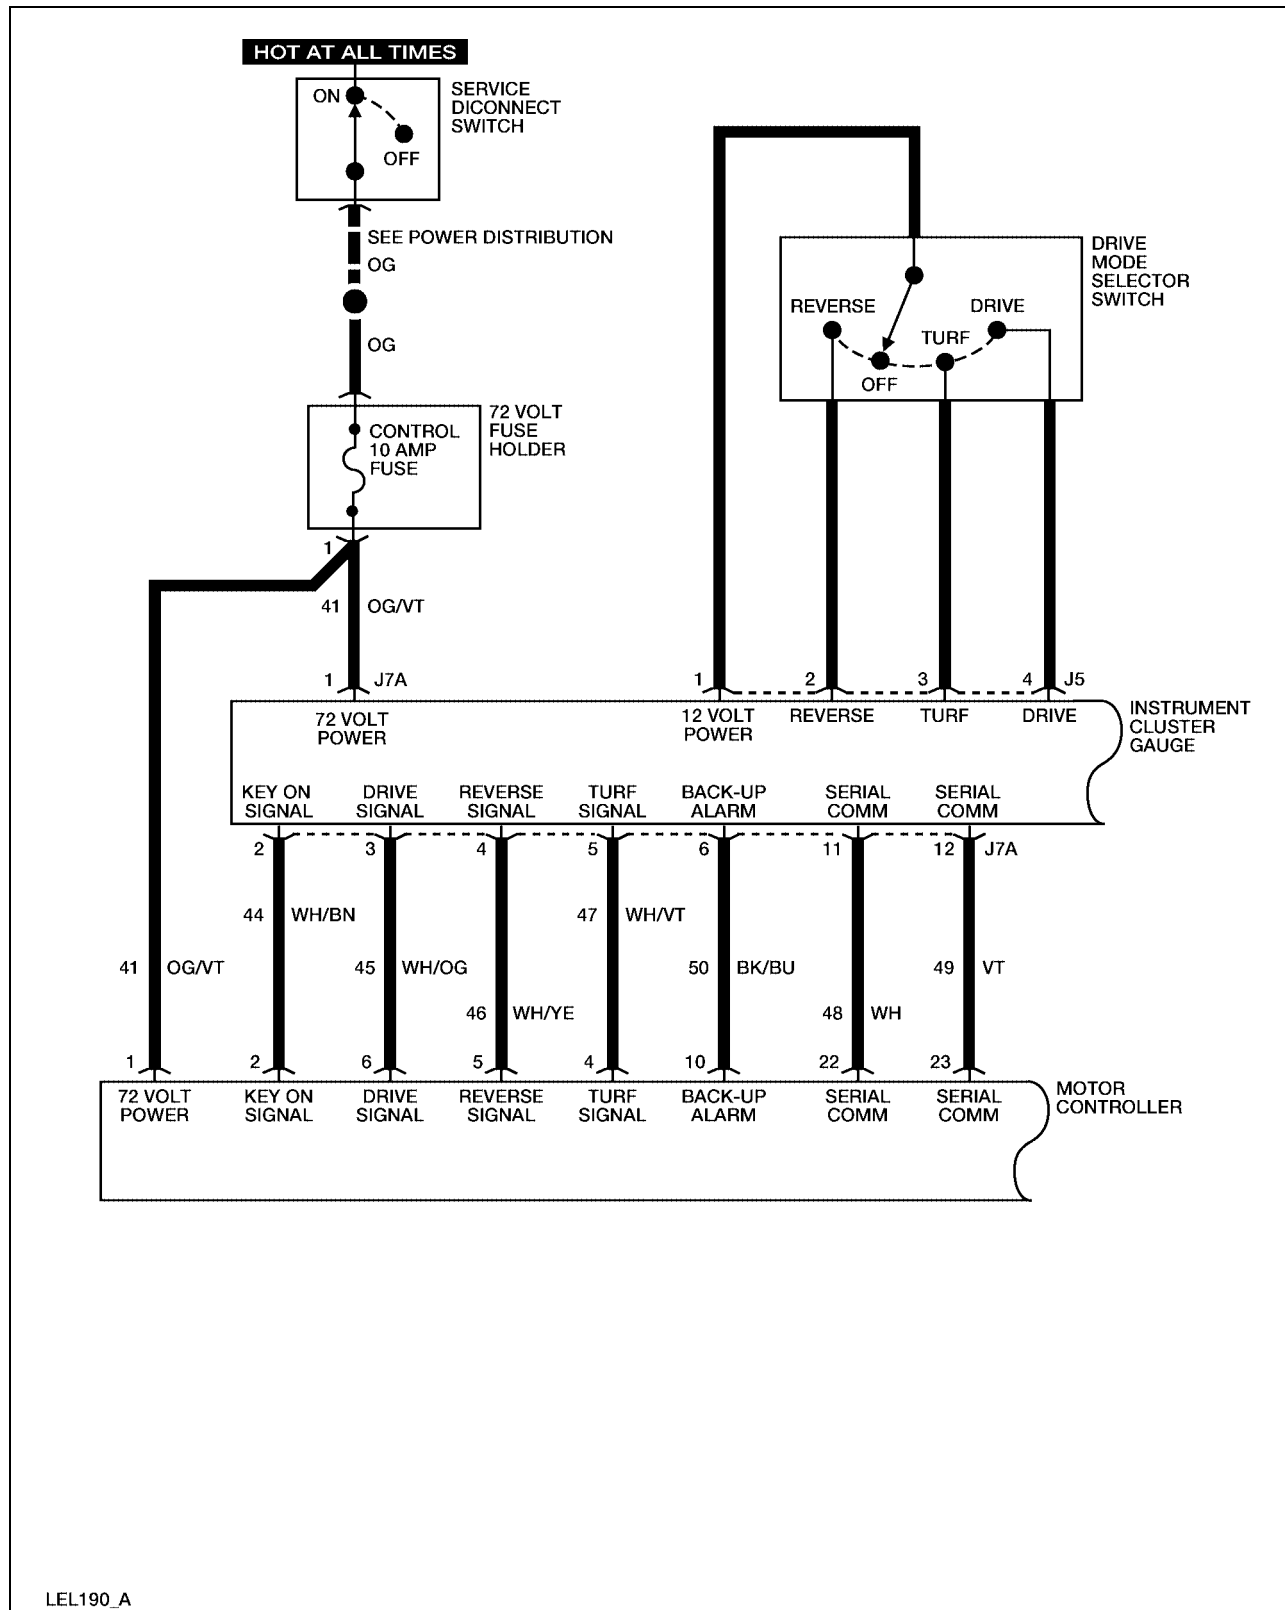 HOT AT ALL TIMES
ON
OFF
SERVICE
DICONNECT
SWITCH
SEE POWER DISTRIBUTION
OG
OG
72 VOLT
FUSE
HOLDER
CONTROL
10 AMP
FUSE
DRIVE
MODE
SELECTOR
SWITCH
REVERSE
OFF
TURF
DRIVE
1
41 OG/VT
1 J7A
1 2 3 4 J5
72 VOLT
POWER
12 VOLT
POWER
REVERSE
TURF
DRIVE
INSTRUMENT
CLUSTER
GAUGE
KEY ON
SIGNAL
DRIVE
SIGNAL
REVERSE
SIGNAL
TURF
SIGNAL
BACK-UP
ALARM
SERIAL
COMM
SERIAL
COMM
2 3 4 5 6 11 12 J7A
44 WH/BN
47 WH/VT
41 OG/VT
45 WH/OG
50 BK/BU
49 VT
46 WH/YE
48 WH
1 2 6 5 4 10 22 23
72 VOLT
POWER
KEY ON
SIGNAL
DRIVE
SIGNAL
REVERSE
SIGNAL
TURF
SIGNAL
BACK-UP
ALARM
SERIAL
COMM
SERIAL
COMM
MOTOR
CONTROLLER
LEL190_A